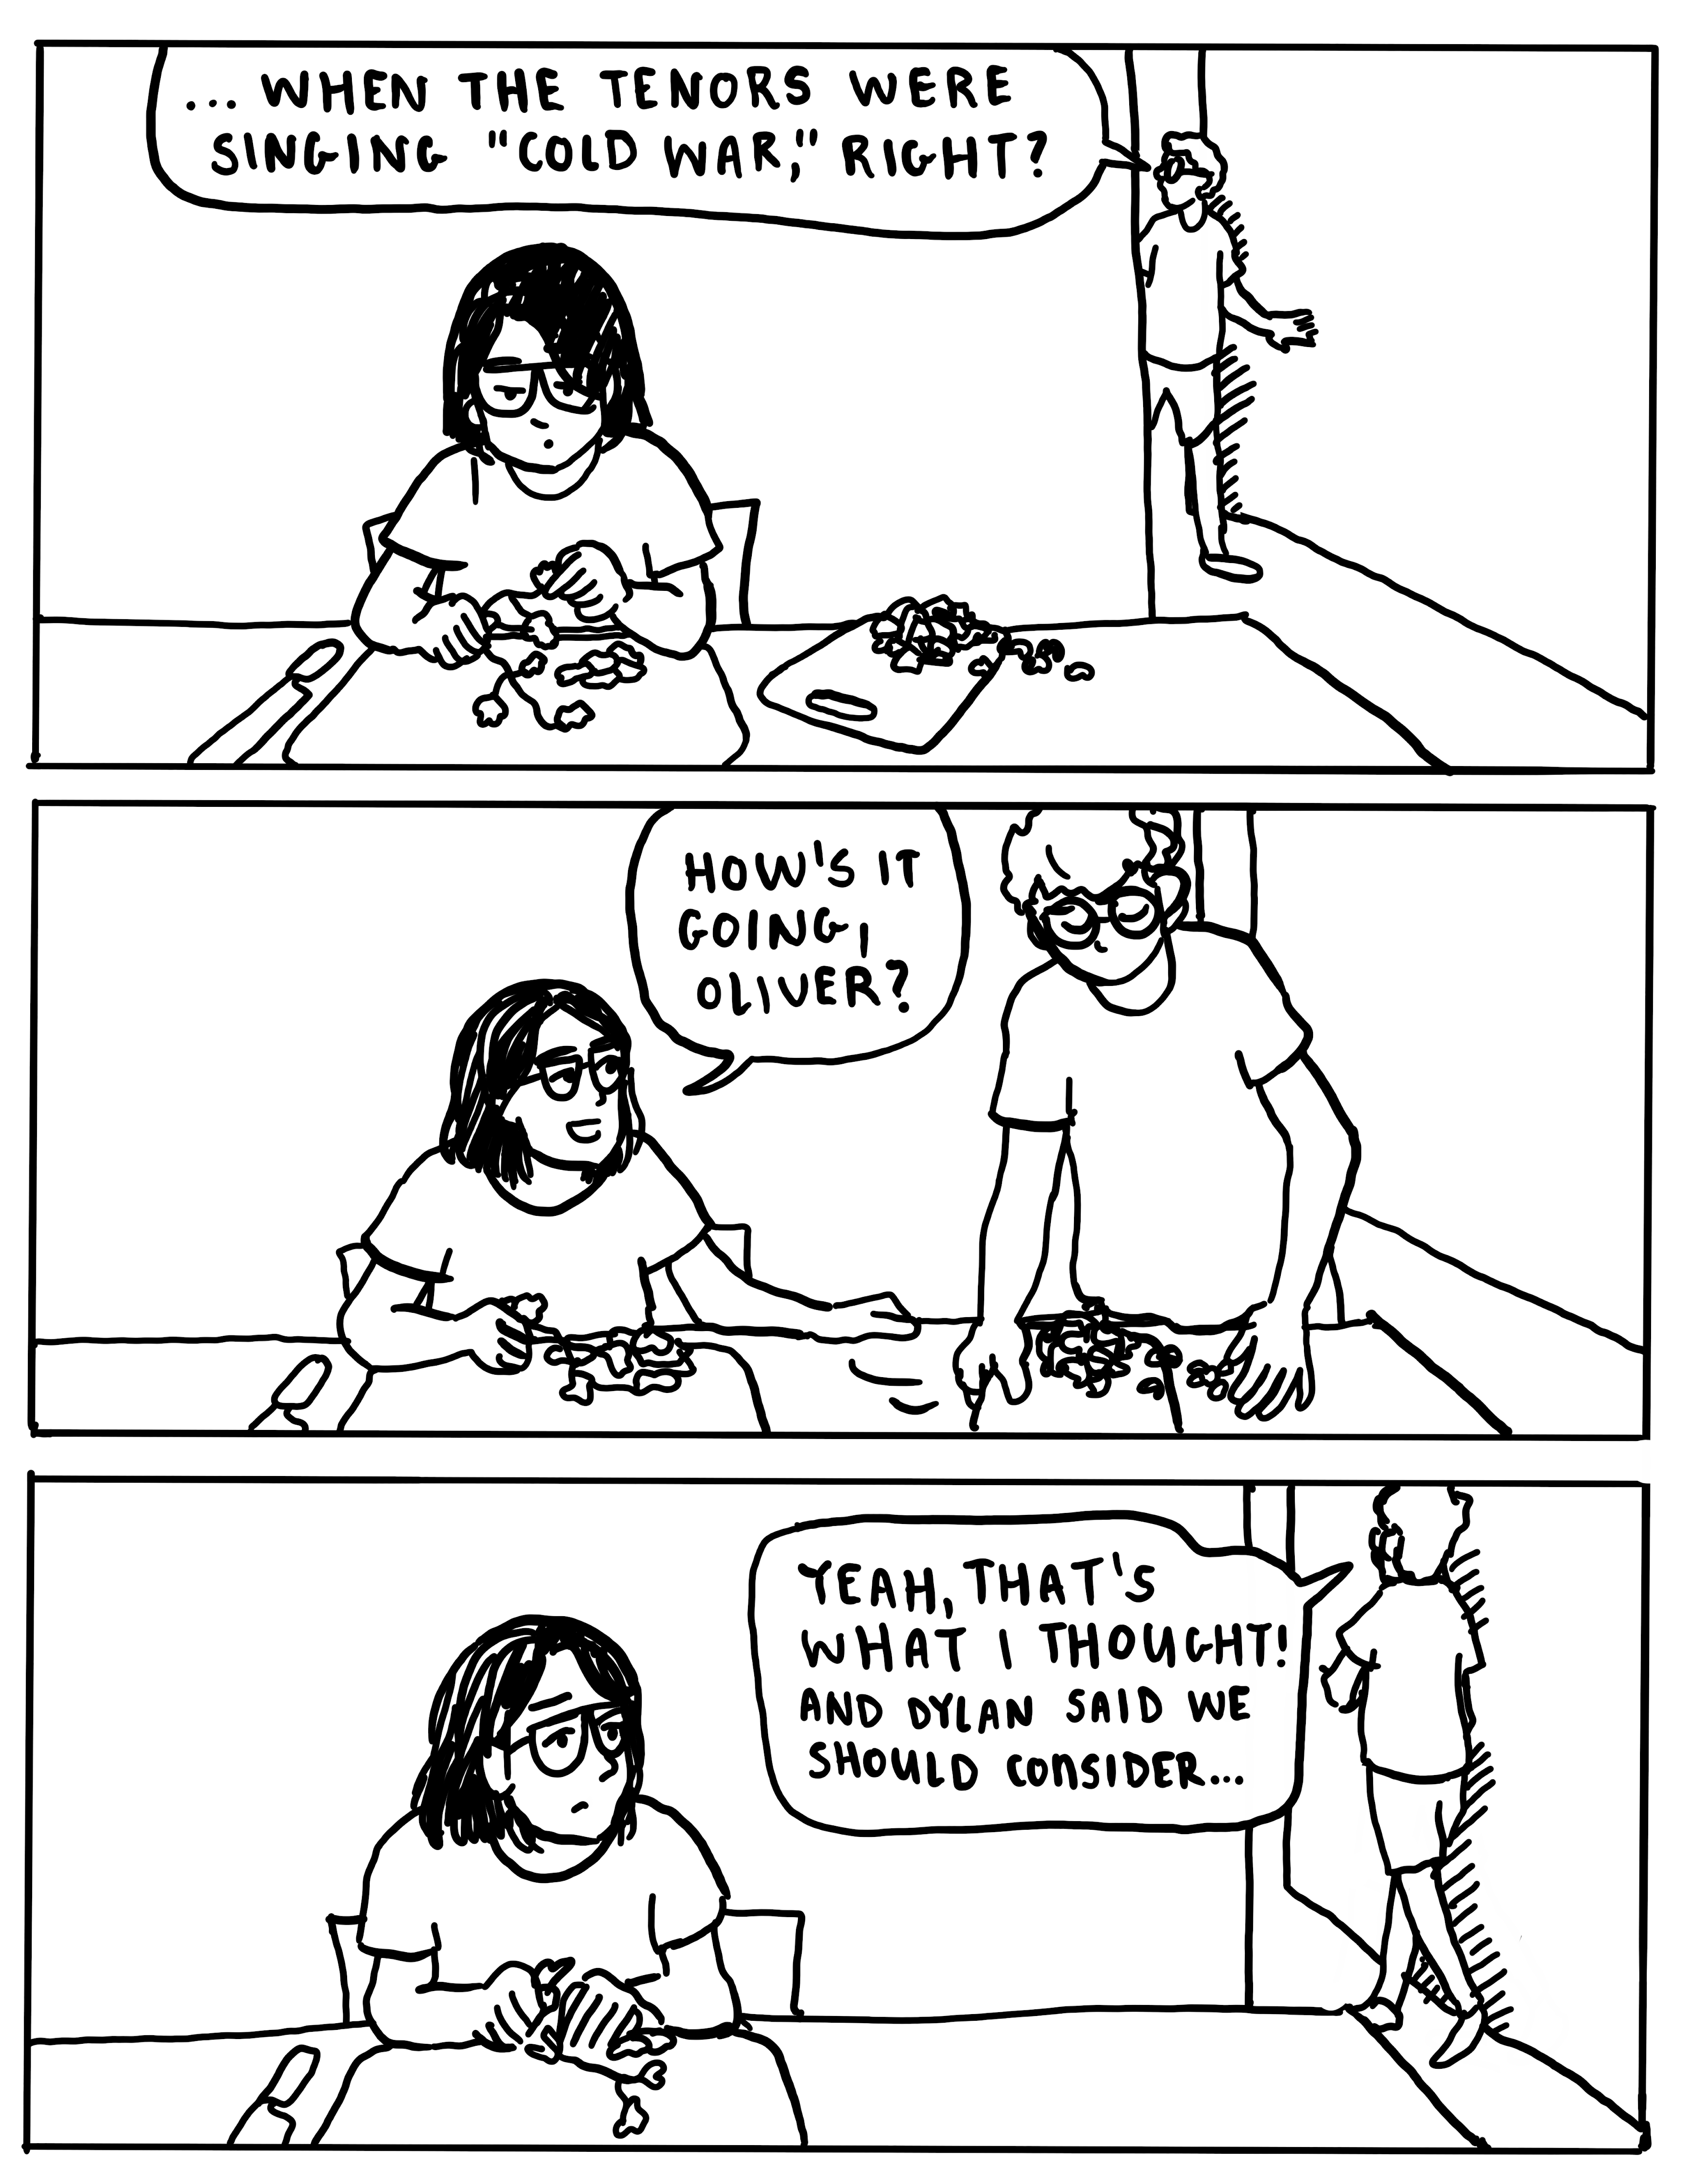 ... WHEN THE TENORS WERE
SINGING "COLD WAR," RIGHT?
HOW'S IT
GOING,
OLIVER?
YEAH, THAT'S
WHAT I THOUGHT!
AND DYLAN SAID WE
SHOULD CONSIDER...